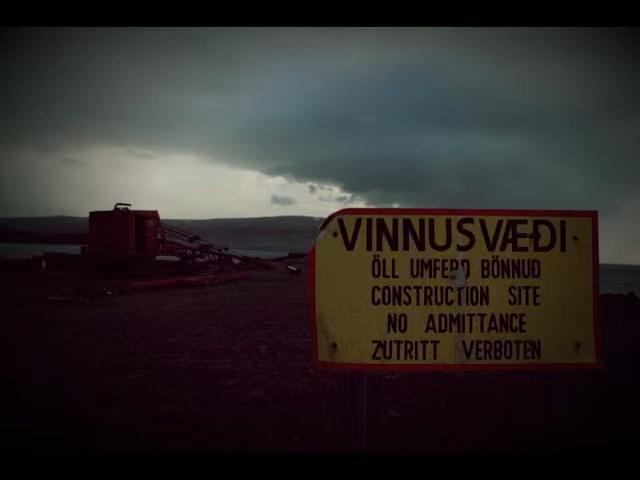 VINNUSVÆÐI
ÖLL UMFERÐ BÖNNUÐ
CONSTRUCTION SITE
NO ADMITTANCE
ZUTRITT VERBOTEN